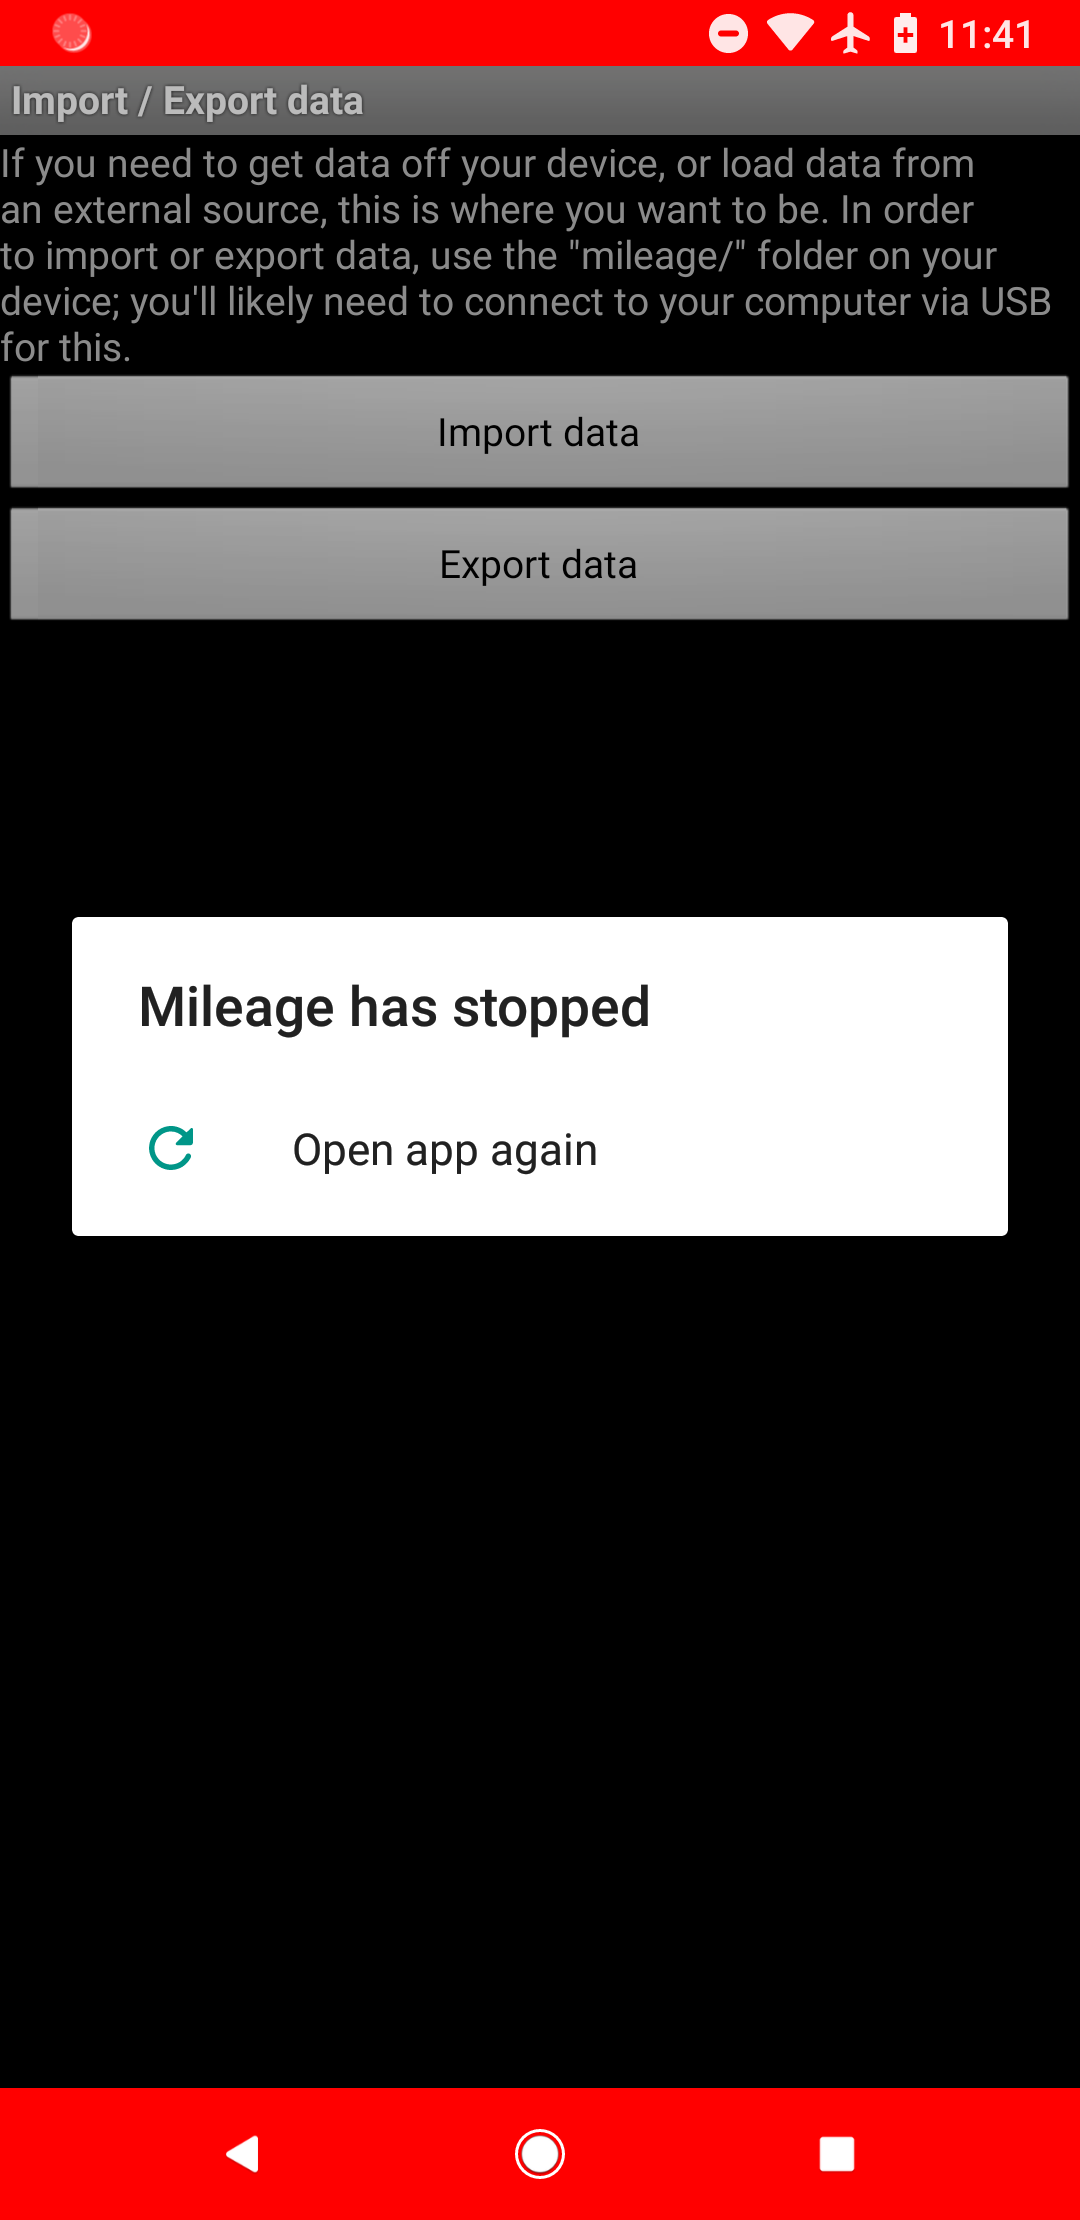 11:41
Import / Export data
If you need to get data off your device, or load data from
an external source, this is where you want to be. In order
to import or export data, use the "mileage/" folder on your
device; you'll likely need to connect to your computer via USB
for this.
Import data
Export data
Mileage has stopped
Open app again